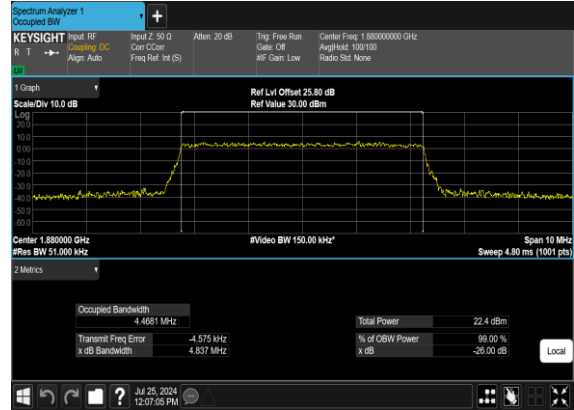 Spectrum Analyzer 1
Occupied BW
+
KEYSIGHT Input: RF Input Z: 50 Ω Atten: 20 dB Trig: Free Run Center Freq: 1.880000000 GHz
R T Coupling: DC Corr CCorr Gate: Off Avg|Hold: 100/100
Align: Auto Freq Ref: Int (S) #IF Gain: Low Radio Std: None
1 Graph
Ref Lvl Offset 25.80 dB
Scale/Div 10.0 dB Ref Value 30.00 dBm
Log
20.0
10.0
0.00
-10.0
-20.0
-30.0
-40.0
-50.0
-60.0
Center 1.880000 GHz #Video BW 150.00 kHz* Span 10 MHz
#Res BW 51.000 kHz Sweep 4.80 ms (1001 pts)
2 Metrics
Occupied Bandwidth
4.4681 MHz Total Power 22.4 dBm
Transmit Freq Error -4.575 kHz % of OBW Power 99.00 %
x dB Bandwidth 4.837 MHz x dB -26.00 dB
Local
? Jul 25, 2024
12:07:05 PM